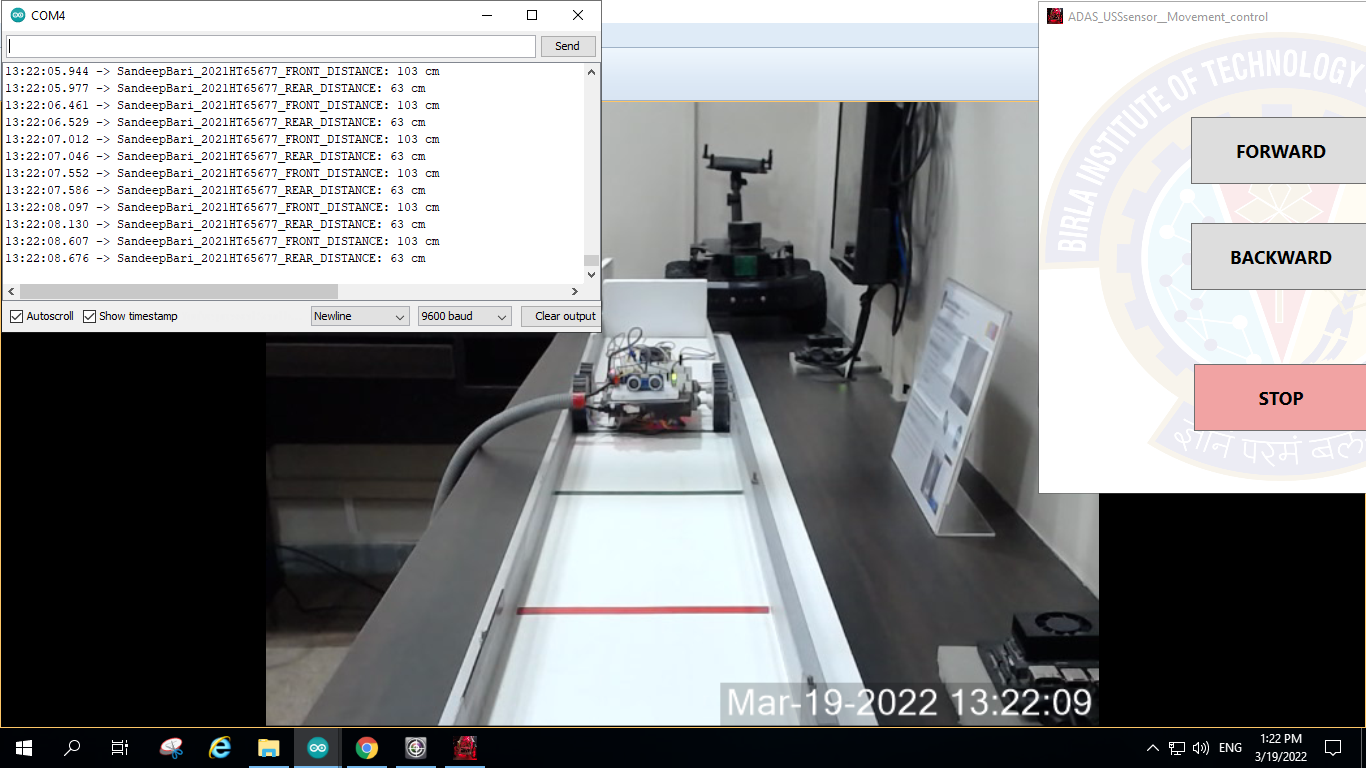 COM4
Send
13:22:05.944 -> SandeepBari_2021HT65677_FRONT_DISTANCE: 103 cm
13:22:05.977 -> SandeepBari_2021HT65677_REAR_DISTANCE: 63 cm
13:22:06.461 -> SandeepBari_2021HT65677_FRONT_DISTANCE: 103 cm
13:22:06.529 -> SandeepBari_2021HT65677_REAR_DISTANCE: 63 cm
13:22:07.012 -> SandeepBari_2021HT65677_FRONT_DISTANCE: 103 cm
13:22:07.046 -> SandeepBari_2021HT65677_REAR_DISTANCE: 63 cm
13:22:07.552 -> SandeepBari_2021HT65677_FRONT_DISTANCE: 103 cm
13:22:07.586 -> SandeepBari_2021HT65677_REAR_DISTANCE: 63 cm
13:22:08.097 -> SandeepBari_2021HT65677_FRONT_DISTANCE: 103 cm
13:22:08.130 -> SandeepBari_2021HT65677_REAR_DISTANCE: 63 cm
13:22:08.607 -> SandeepBari_2021HT65677_FRONT_DISTANCE: 103 cm
13:22:08.676 -> SandeepBari_2021HT65677_REAR_DISTANCE: 63 cm
Autoscroll Show timestamp Newline 9600 baud Clear output
ADAS_USSsensor__Movement_control
BIRLA INSTITUTE OF TECHNOLOGY
FORWARD
BACKWARD
STOP
ज्ञानं परमं बल
Mar-19-2022 13:22:09
ENG
1:22 PM
3/19/2022